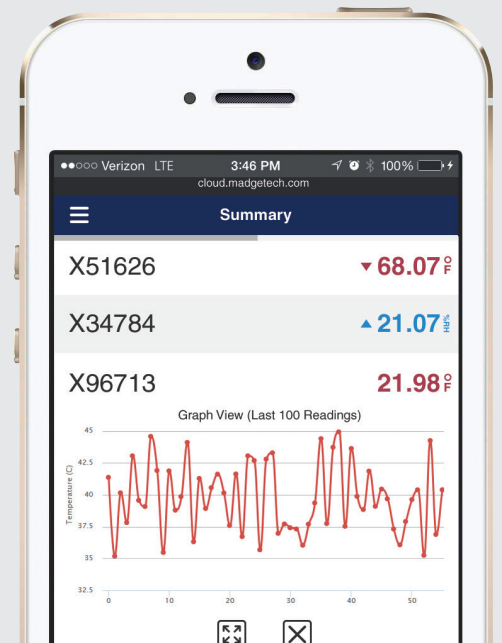 Verizon LTE 3:46 PM 100%
cloud.madgetech.com
Summary
X51626 68.07°F
X34784 21.07%RH
X96713 21.98°F
Graph View (Last 100 Readings)
Temperature (C)
45
42.5
40
37.5
35
32.5
0 10 20 30 40 50